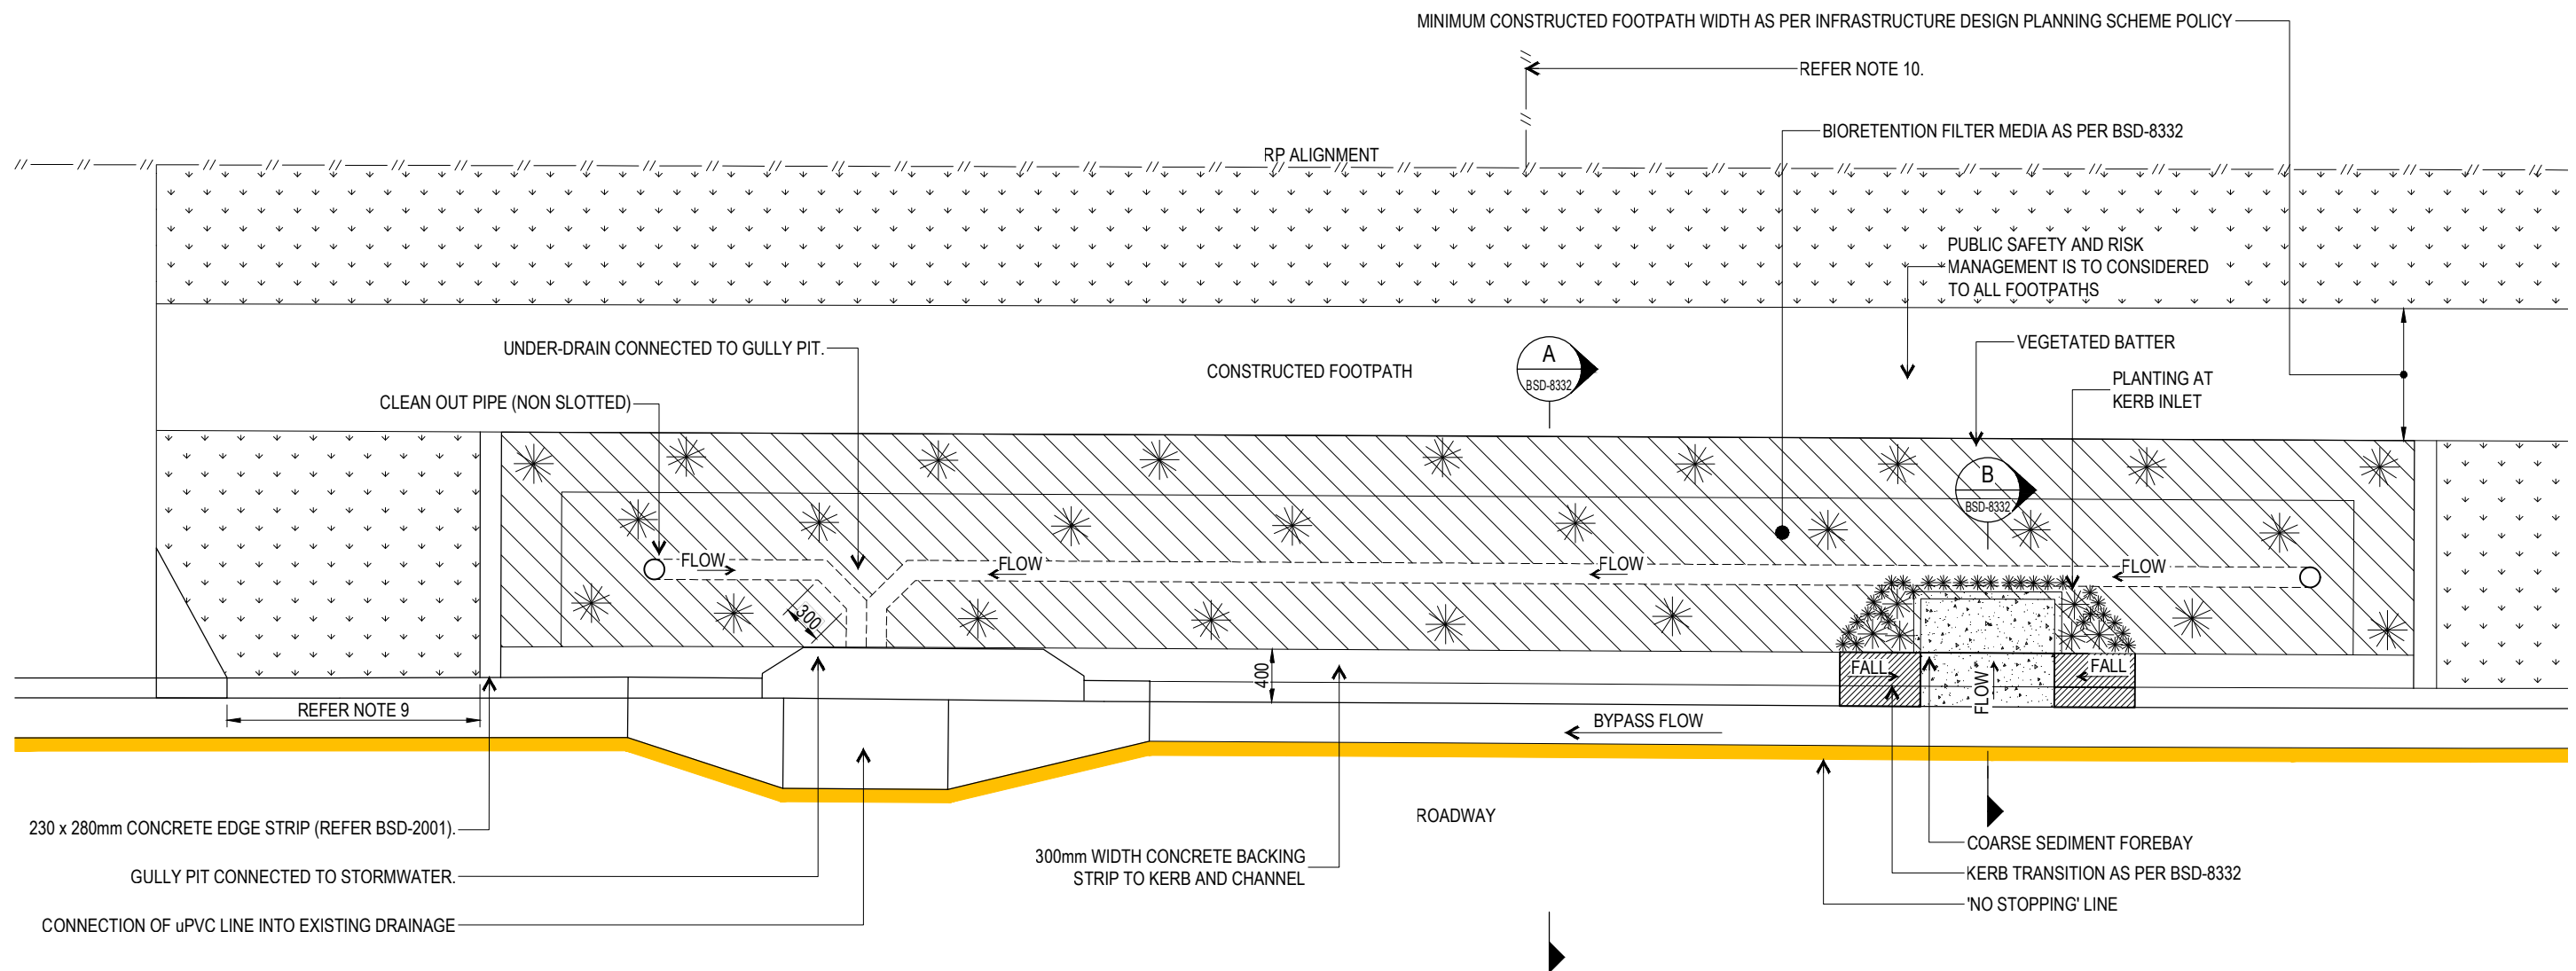 MINIMUM CONSTRUCTED FOOTPATH WIDTH AS PER INFRASTRUCTURE DESIGN PLANNING SCHEME POLICY
REFER NOTE 10.
BIORETENTION FILTER MEDIA AS PER BSD-8332
RP ALIGNMENT
PUBLIC SAFETY AND RISK
MANAGEMENT IS TO CONSIDERED
TO ALL FOOTPATHS
UNDER-DRAIN CONNECTED TO GULLY PIT.
A
BSD-8332
VEGETATED BATTER
CONSTRUCTED FOOTPATH
PLANTING AT
KERB INLET
CLEAN OUT PIPE (NON SLOTTED)
B
BSD-8332
FLOW
FLOW
FLOW
FLOW
300
400
FALL
FLOW
FALL
REFER NOTE 9
BYPASS FLOW
ROADWAY
230 x 280mm CONCRETE EDGE STRIP (REFER BSD-2001).
COARSE SEDIMENT FOREBAY
300mm WIDTH CONCRETE BACKING
STRIP TO KERB AND CHANNEL
GULLY PIT CONNECTED TO STORMWATER.
KERB TRANSITION AS PER BSD-8332
'NO STOPPING' LINE
CONNECTION OF uPVC LINE INTO EXISTING DRAINAGE